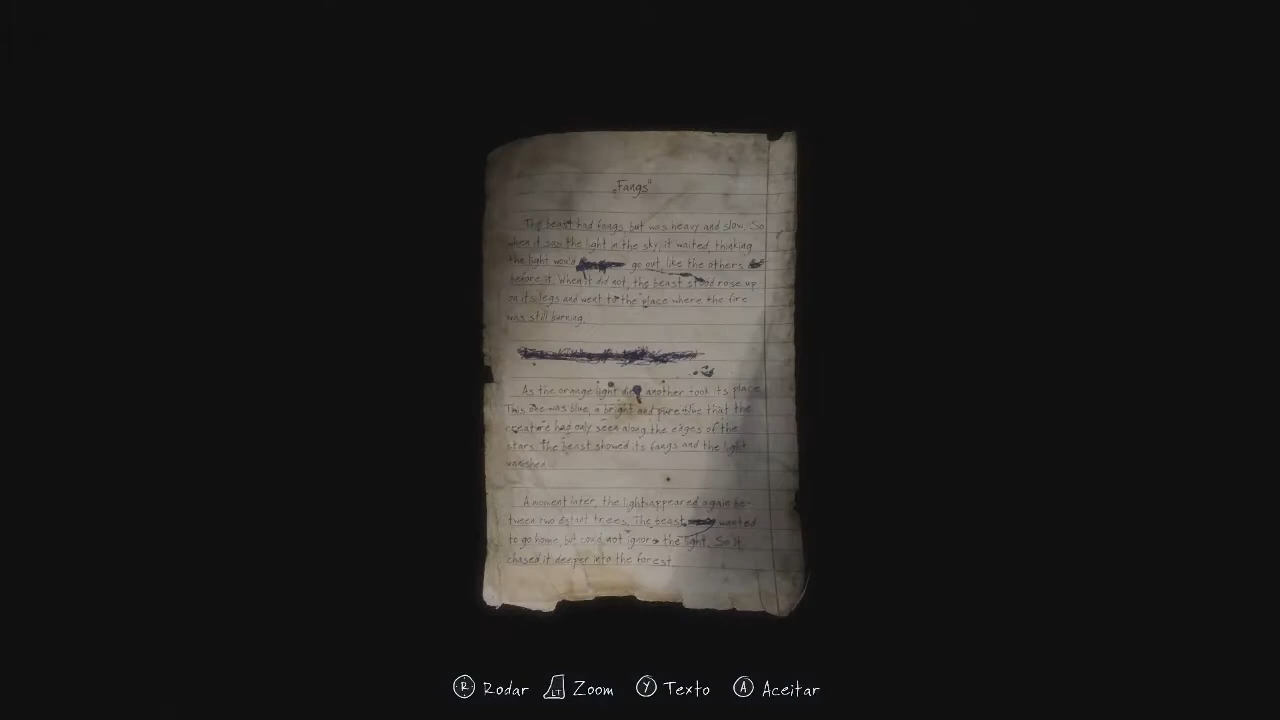 „Fangs"
The beast had fangs, but was heavy and slow. So
when it saw the light in the sky, it waited, thinking
the light would go out like the others
before it. When it did not, the beast stood rose up
on its legs and went to the place where the fire
was still burning.
As the orange light died another took its place.
This one was blue, a bright and pure blue that the
creature had only seen along the edges of the
stars. The beast showed its fangs and the light
vanished.
A moment later, the light appeared again be-
tween two distant trees. The beast wanted
to go home, but could not ignore the light. So it
chased it deeper into the forest
R Rodar LT Zoom Y Texto A Aceitar